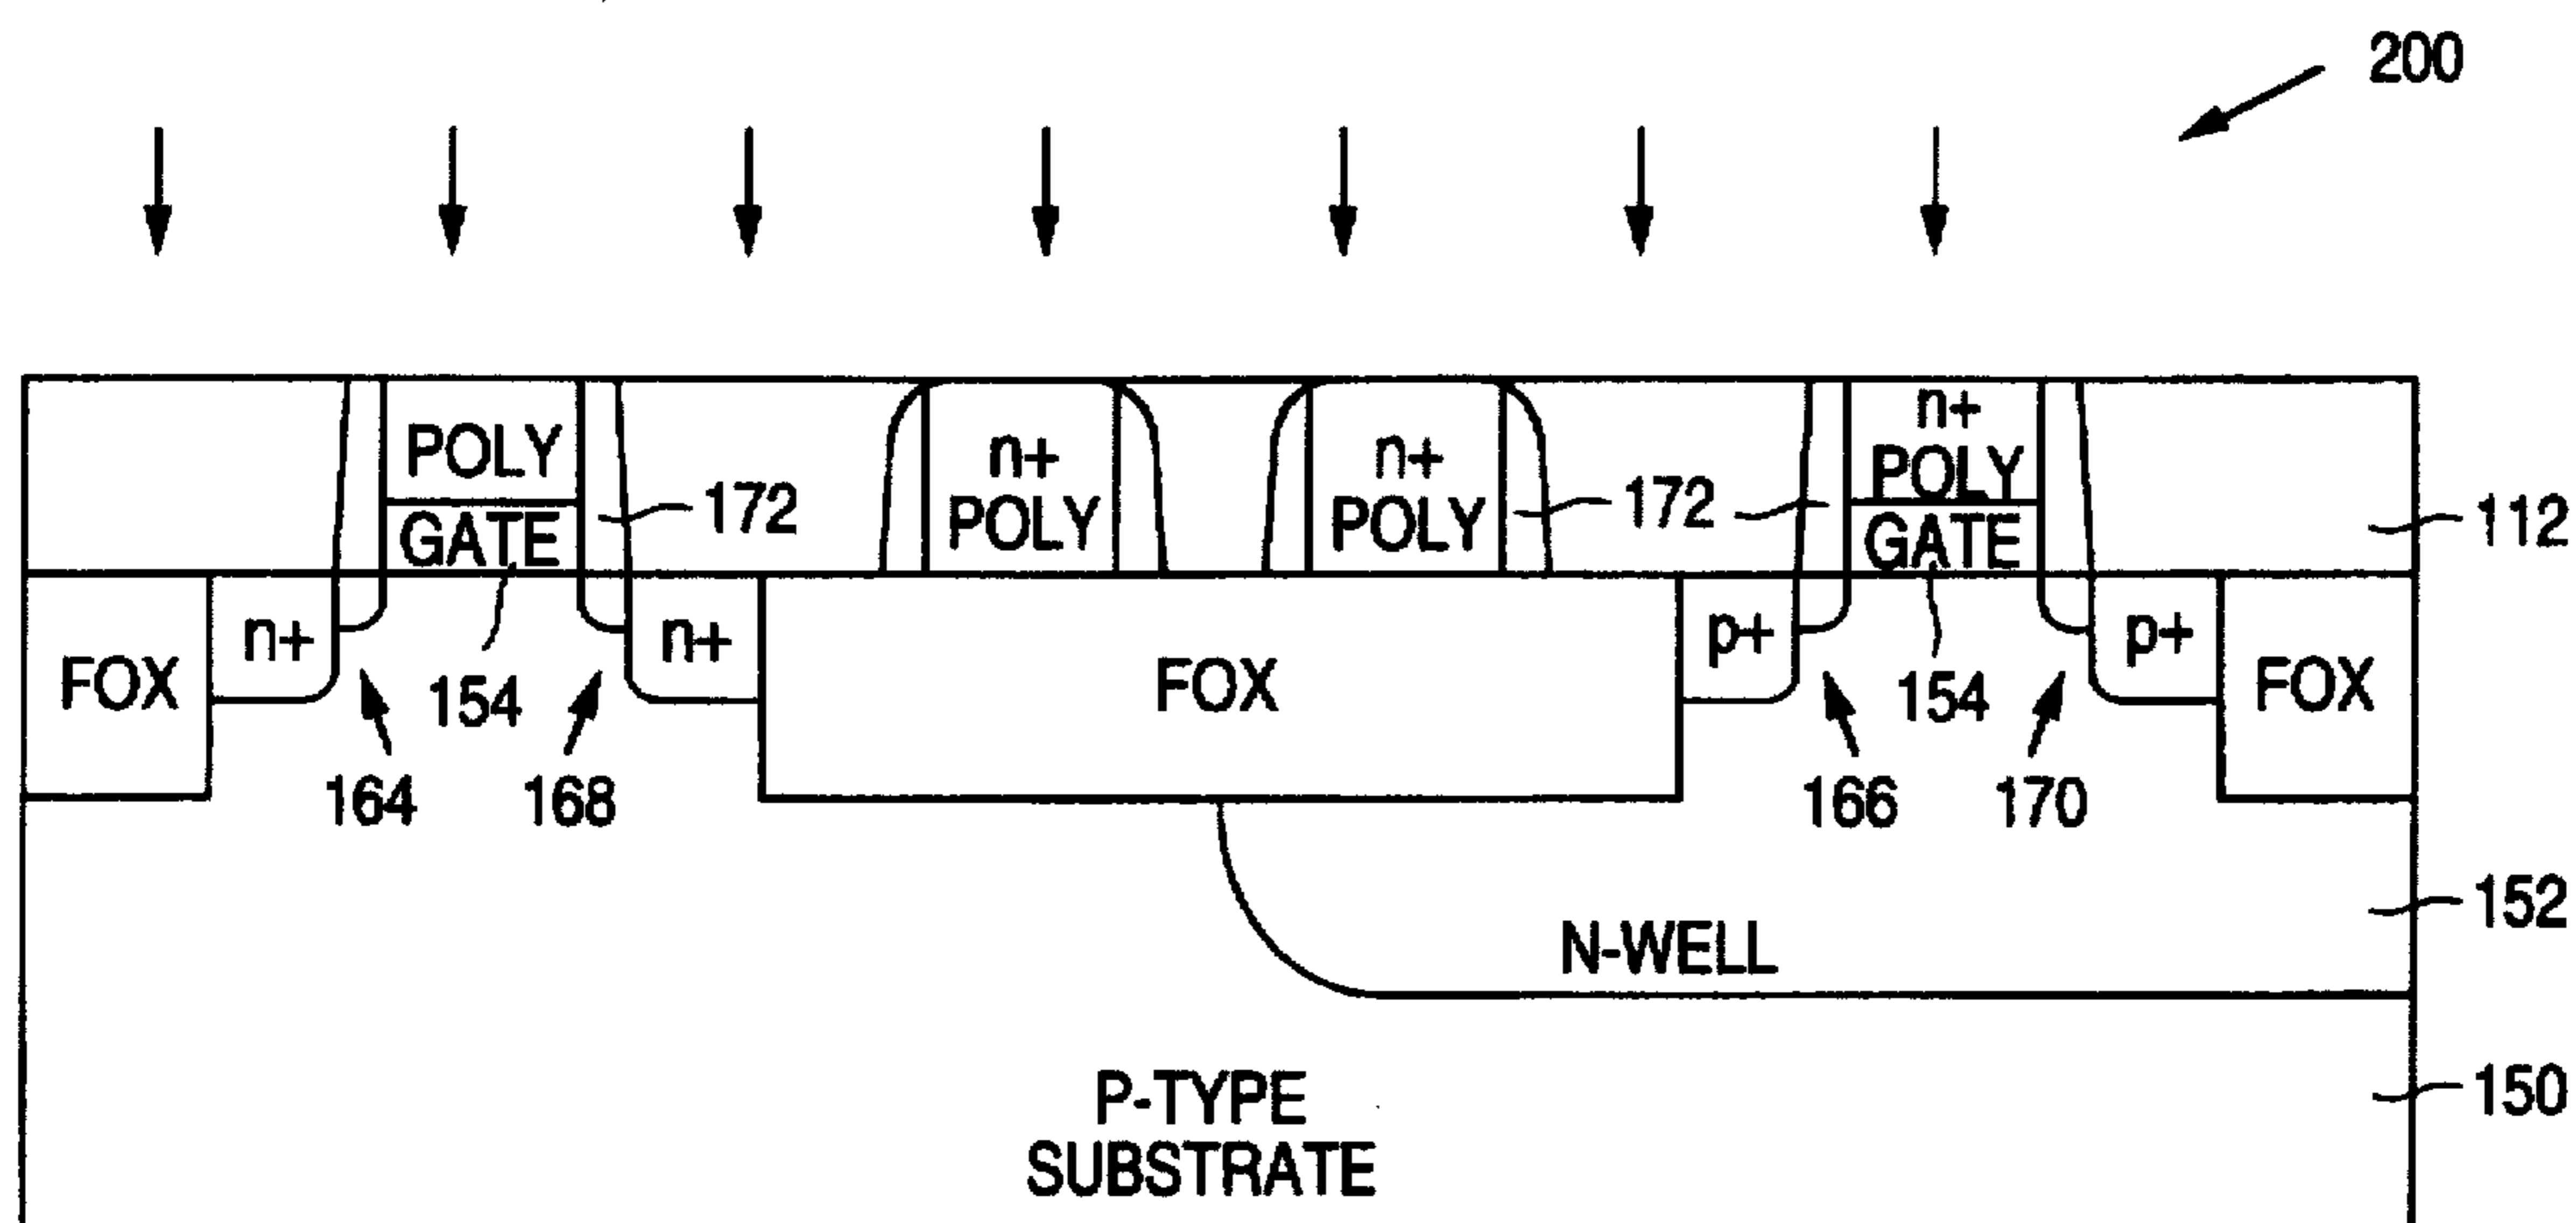 200
POLY
GATE
172
n+
POLY
n+
POLY
172
n+
POLY
GATE
112
FOX
n+
154
n+
FOX
p+
154
p+
FOX
164
168
166
170
152
N-WELL
150
P-TYPE
SUBSTRATE